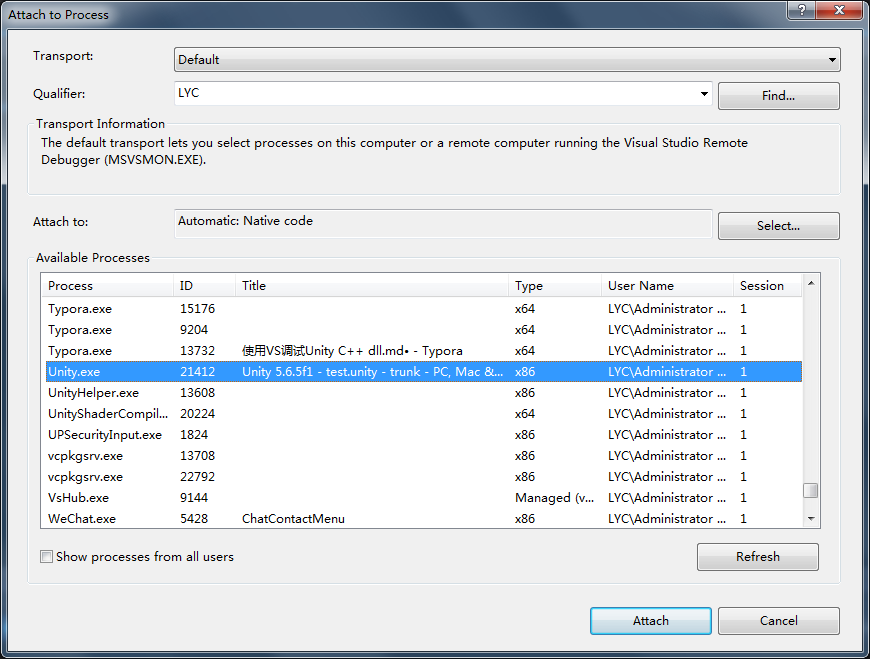 Attach to Process
Transport: Default
Qualifier: LYC Find...
Transport Information
The default transport lets you select processes on this computer or a remote computer running the Visual Studio Remote
Debugger (MSVSMON.EXE).
Attach to: Automatic: Native code Select...
Available Processes
Process ID Title Type User Name Session
Typora.exe 15176 x64 LYC\Administrator ... 1
Typora.exe 9204 x64 LYC\Administrator ... 1
Typora.exe 13732 使用VS调试Unity C++ dll.md• - Typora x64 LYC\Administrator ... 1
Unity.exe 21412 Unity 5.6.5f1 - test.unity - trunk - PC, Mac &... x86 LYC\Administrator ... 1
UnityHelper.exe 13608 x86 LYC\Administrator ... 1
UnityShaderCompil... 20224 x64 LYC\Administrator ... 1
UPSecurityInput.exe 1824 x86 LYC\Administrator ... 1
vcpkgsrv.exe 13708 x86 LYC\Administrator ... 1
vcpkgsrv.exe 22792 x86 LYC\Administrator ... 1
VsHub.exe 9144 Managed (v... LYC\Administrator ... 1
WeChat.exe 5428 ChatContactMenu x86 LYC\Administrator ... 1
Show processes from all users Refresh
Attach Cancel